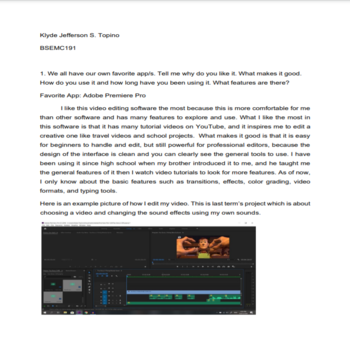 Klyde Jefferson S. Topino
BSEMC191
1. We all have our own favorite app/s. Tell me why do you like it. What makes it good.
How do you use it and how long have you been using it. What features are there?
Favorite App: Adobe Premiere Pro
I like this video editing software the most because this is more comfortable for me
than other software and has many features to explore and use. What I like the most in
this software is that it has many tutorial videos on YouTube, and it inspires me to edit a
creative one like travel videos and school projects. What makes it good is that it is easy
for beginners to handle and edit, but still powerful for professional editors, because the
design of the interface is clean and you can clearly see the general tools to use. I have
been using it since high school when my brother introduced it to me, and he taught me
the general features of it then I watch video tutorials to look for more features. As of now,
I only know about the basic features such as transitions, effects, color grading, video
formats, and typing tools.
Here is an example picture of how I edit my video. This is last term's project which is about
choosing a video and changing the sound effects using my own sounds.